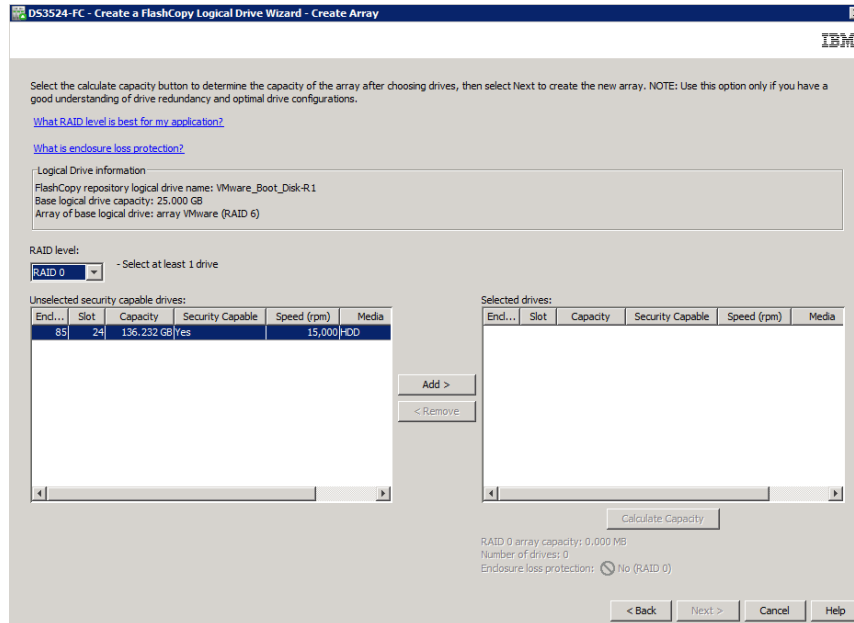 DS3524-FC - Create a FlashCopy Logical Drive Wizard - Create Array
IBM
Select the calculate capacity button to determine the capacity of the array after choosing drives, then select Next to create the new array. NOTE: Use this option only if you have a
good understanding of drive redundancy and optimal drive configurations.
What RAID level is best for my application?
What is enclosure loss protection?
Logical Drive information
FlashCopy repository logical drive name: VMware_Boot_Disk-R1
Base logical drive capacity: 25.000 GB
Array of base logical drive: array VMware (RAID 6)
RAID level:
RAID 0 - Select at least 1 drive
Unselected security capable drives:
Encl... Slot Capacity Security Capable Speed (rpm) Media
85 24 136.232 GB Yes 15,000 HDD
Add >
< Remove
Selected drives:
Encl... Slot Capacity Security Capable Speed (rpm) Media
Calculate Capacity
RAID 0 array capacity: 0.000 MB
Number of drives: 0
Enclosure loss protection: No (RAID 0)
< Back Next > Cancel Help